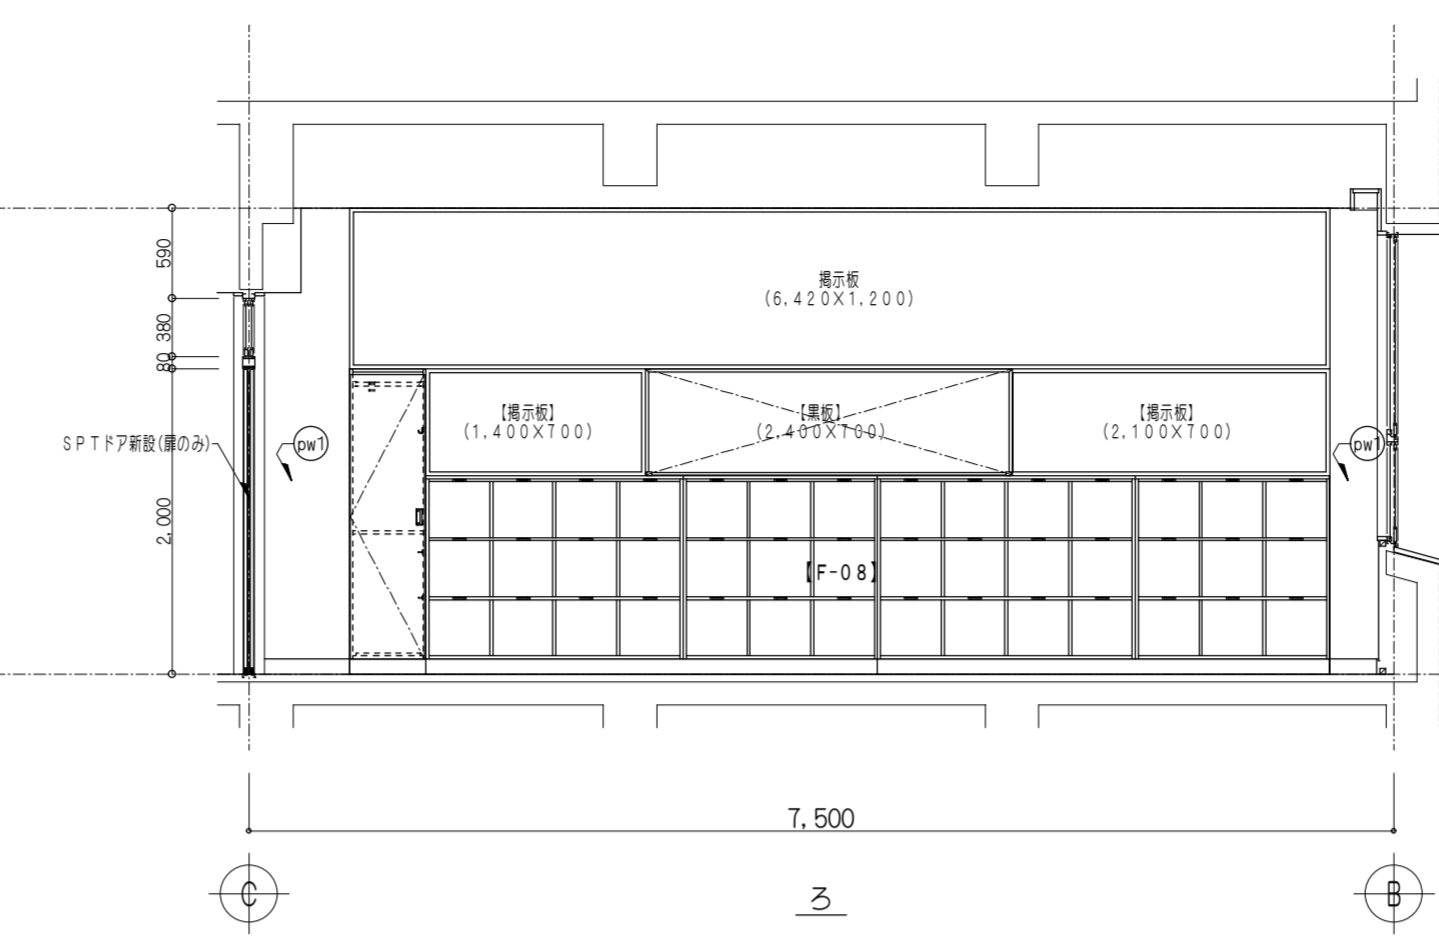 590
掲示板
(6,420X1,200)
380
80
【掲示板】
(1,400X700)
【黒板】
(2,400X700)
【掲示板】
(2,100X700)
SPTドア新設(扉のみ)
pw1
pw1
2,000
【F-08】
7,500
C
3
B